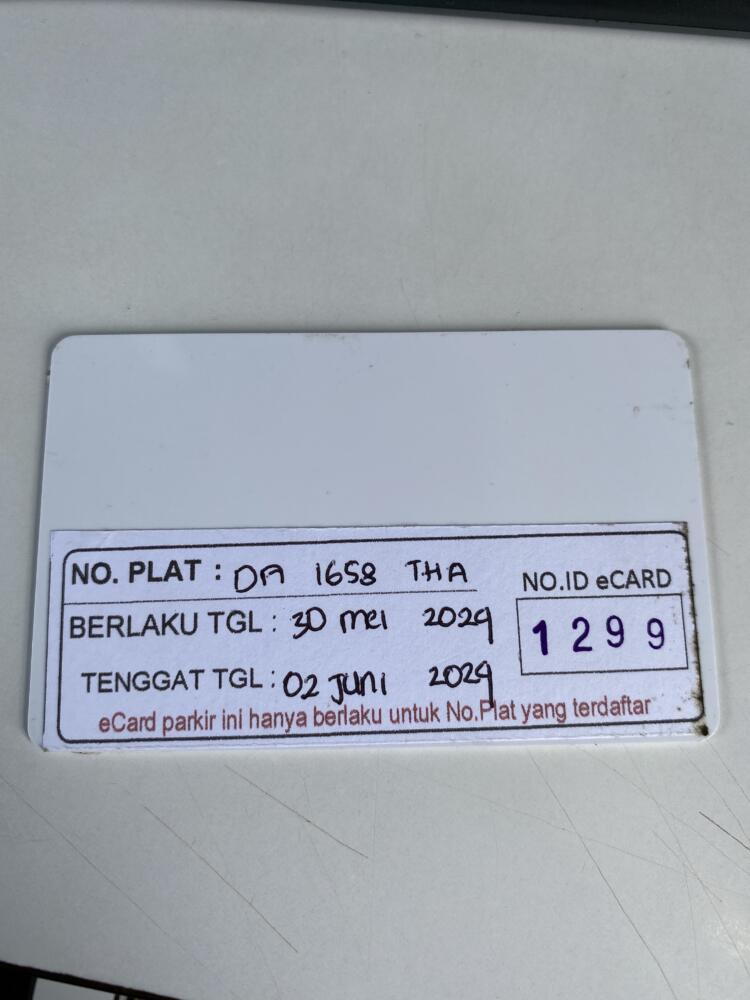 NO. PLAT : DA 1658 THA
NO.ID eCARD
BERLAKU TGL : 30 mei 2029
1299
TENGGAT TGL : 02 Juni 2029
eCard parkir ini hanya berlaku untuk No.Plat yang terdaftar